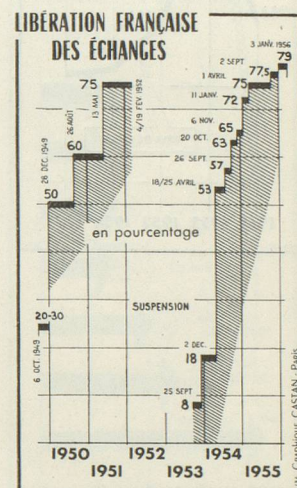 LIBÉRATION FRANÇAISE
DES ÉCHANGES
3 JANV. 1956
79
2 SEPT.
77,5
1 AVRIL
75
11 JANV.
72
6 NOV.
65
20 OCT.
63
26 SEPT.
57
18/25 AVRIL
53
75
13 MAI
4/19 FEV. 1952
26 AOÛT
60
28 DEC. 1949
50
en pourcentage
SUSPENSION
20-30
6 OCT. 1949
2 DEC.
18
25 SEPT.
8
1950
1952
1954
1951
1953
1955
Graphique CASTAN - Paris